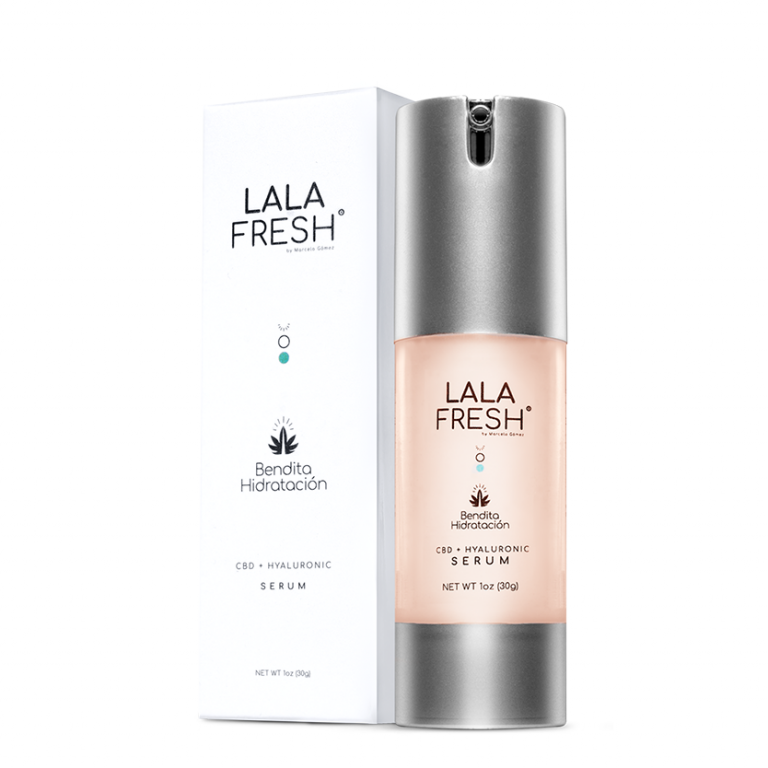 LALA
FRESH®
by Marcela Gómez
Bendita
Hidratación
CBD + HYALURONIC
SERUM
NET WT 1oz (30g)
LALA
FRESH®
by Marcela Gómez
Bendita
Hidratación
CBD + HYALURONIC
SERUM
NET WT 1oz (30g)